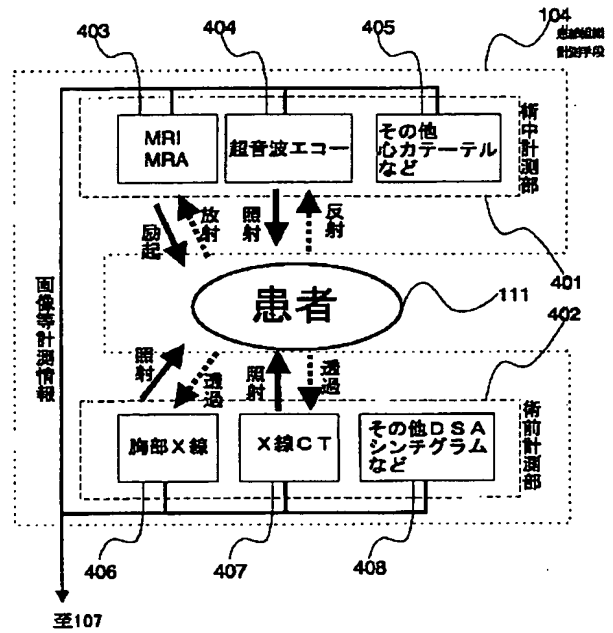 403
404
405
104
計測手段
MRI
MRA
超音波エコー
その他
心カテーテル
など
術中計測部
励起
放射
照射
反射
401
患者
111
402
画像等計測情報
照射
透過
照射
透過
胸部X線
X線CT
その他DSA
シンチグラム
など
術前計測部
406
407
408
至107